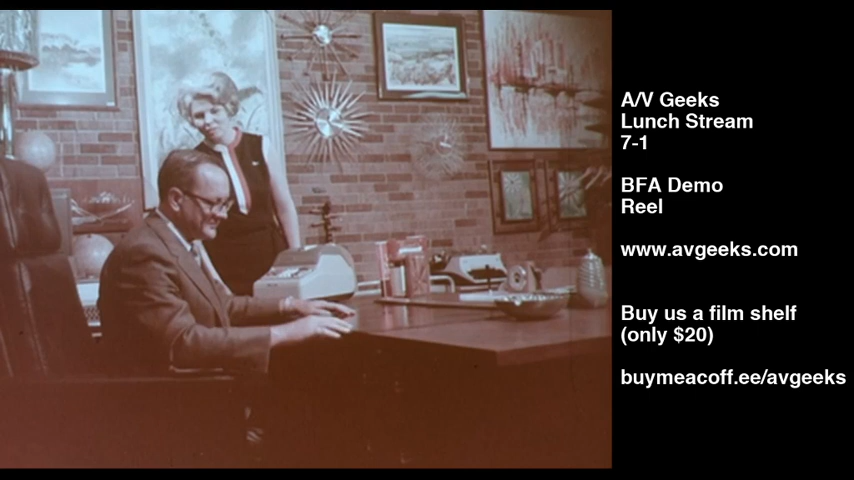 A/V Geeks
Lunch Stream
7-1
BFA Demo
Reel
www.avgeeks.com
Buy us a film shelf
(only $20)
buymeacoff.ee/avgeeks